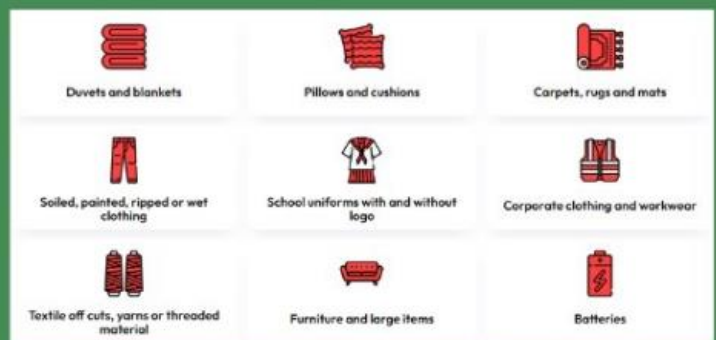 Duvets and blankets
Pillows and cushions
Carpets, rugs and mats
Soiled, painted, ripped or wet
clothing
School uniforms with and without
logo
Corporate clothing and workwear
Textile off cuts, yarns or threaded
material
Furniture and large items
Batteries